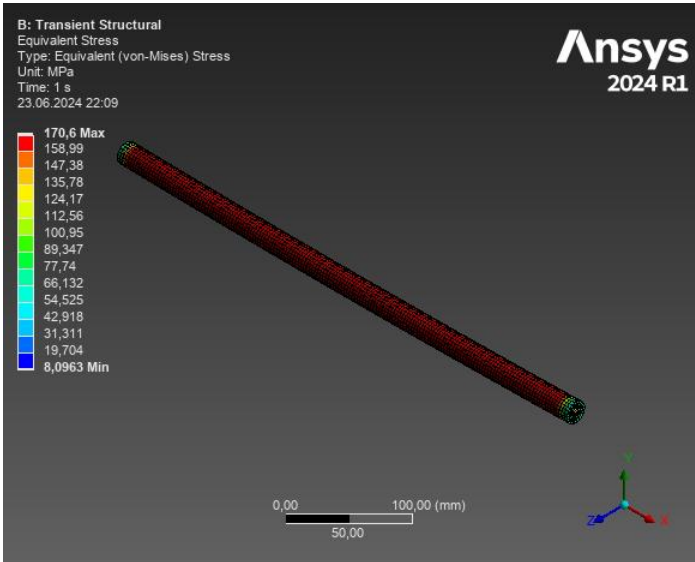 B: Transient Structural
Equivalent Stress
Type: Equivalent (von-Mises) Stress
Unit: MPa
Time: 1 s
23.06.2024 22:09
Ansys
2024 R1
170,6 Max
158,99
147,38
135,78
124,17
112,56
100,95
89,347
77,74
66,132
54,525
42,918
31,311
19,704
8,0963 Min
0,00
100,00 (mm)
50,00
Y
Z
X